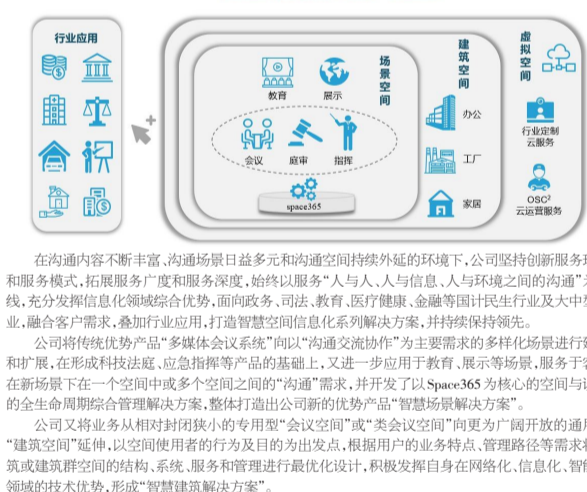 行业应用
场景空间
建筑空间
虚拟空间
教育
展示
会议
庭审
指挥
space365
办公
工厂
家居
行业定制
云服务
OSC²
云运营服务
在沟通内容不断丰富、沟通场景日益多元和沟通空间持续外延的环境下,公司坚持创新服务
和服务模式,拓展服务广度和服务深度,始终以服务“人与人、人与信息、人与环境之间的沟通”
线,充分发挥信息化领域综合优势,面向政务、司法、教育、医疗健康、金融等国计民生行业及大中
业,融合客户需求,叠加行业应用,打造智慧空间信息化系列解决方案,并持续保持领先。
公司将传统优势产品“多媒体会议系统”向以“沟通交流协作”为主要需求的多样化场景进行
和扩展,在形成科技法庭、应急指挥等产品的基础上,又进一步应用于教育、展示等场景,服务于
在新场景下在一个空间中或多个空间之间的“沟通”需求,并开发了以Space365为核心的空间与
的全生命周期综合管理解决方案,整体打造出公司新的优势产品“智慧场景解决方案”。
公司又将业务从相对封闭狭小的专用型“会议空间”或“类会议空间”向更为广阔开放的通
“建筑空间”延伸,以空间使用者的行为及目的为出发点,根据用户的业务特点、管理路径等需求
筑或建筑群空间的结构、系统、服务和管理进行最优化设计,积极发挥自身在网络化、信息化、智
领域的技术优势,形成“智慧建筑解决方案”。